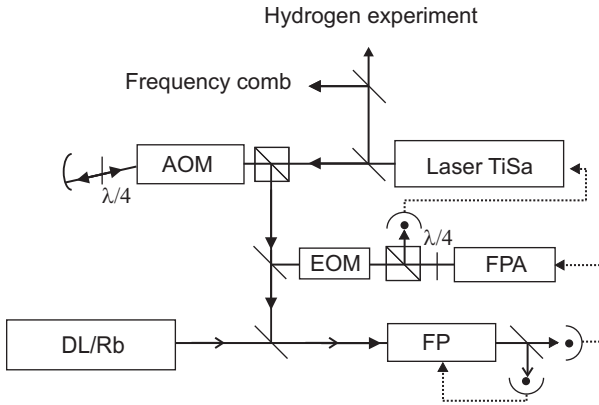 Hydrogen experiment
Frequency comb
AOM
Laser TiSa
λ/4
λ/4
EOM
FPA
DL/Rb
FP